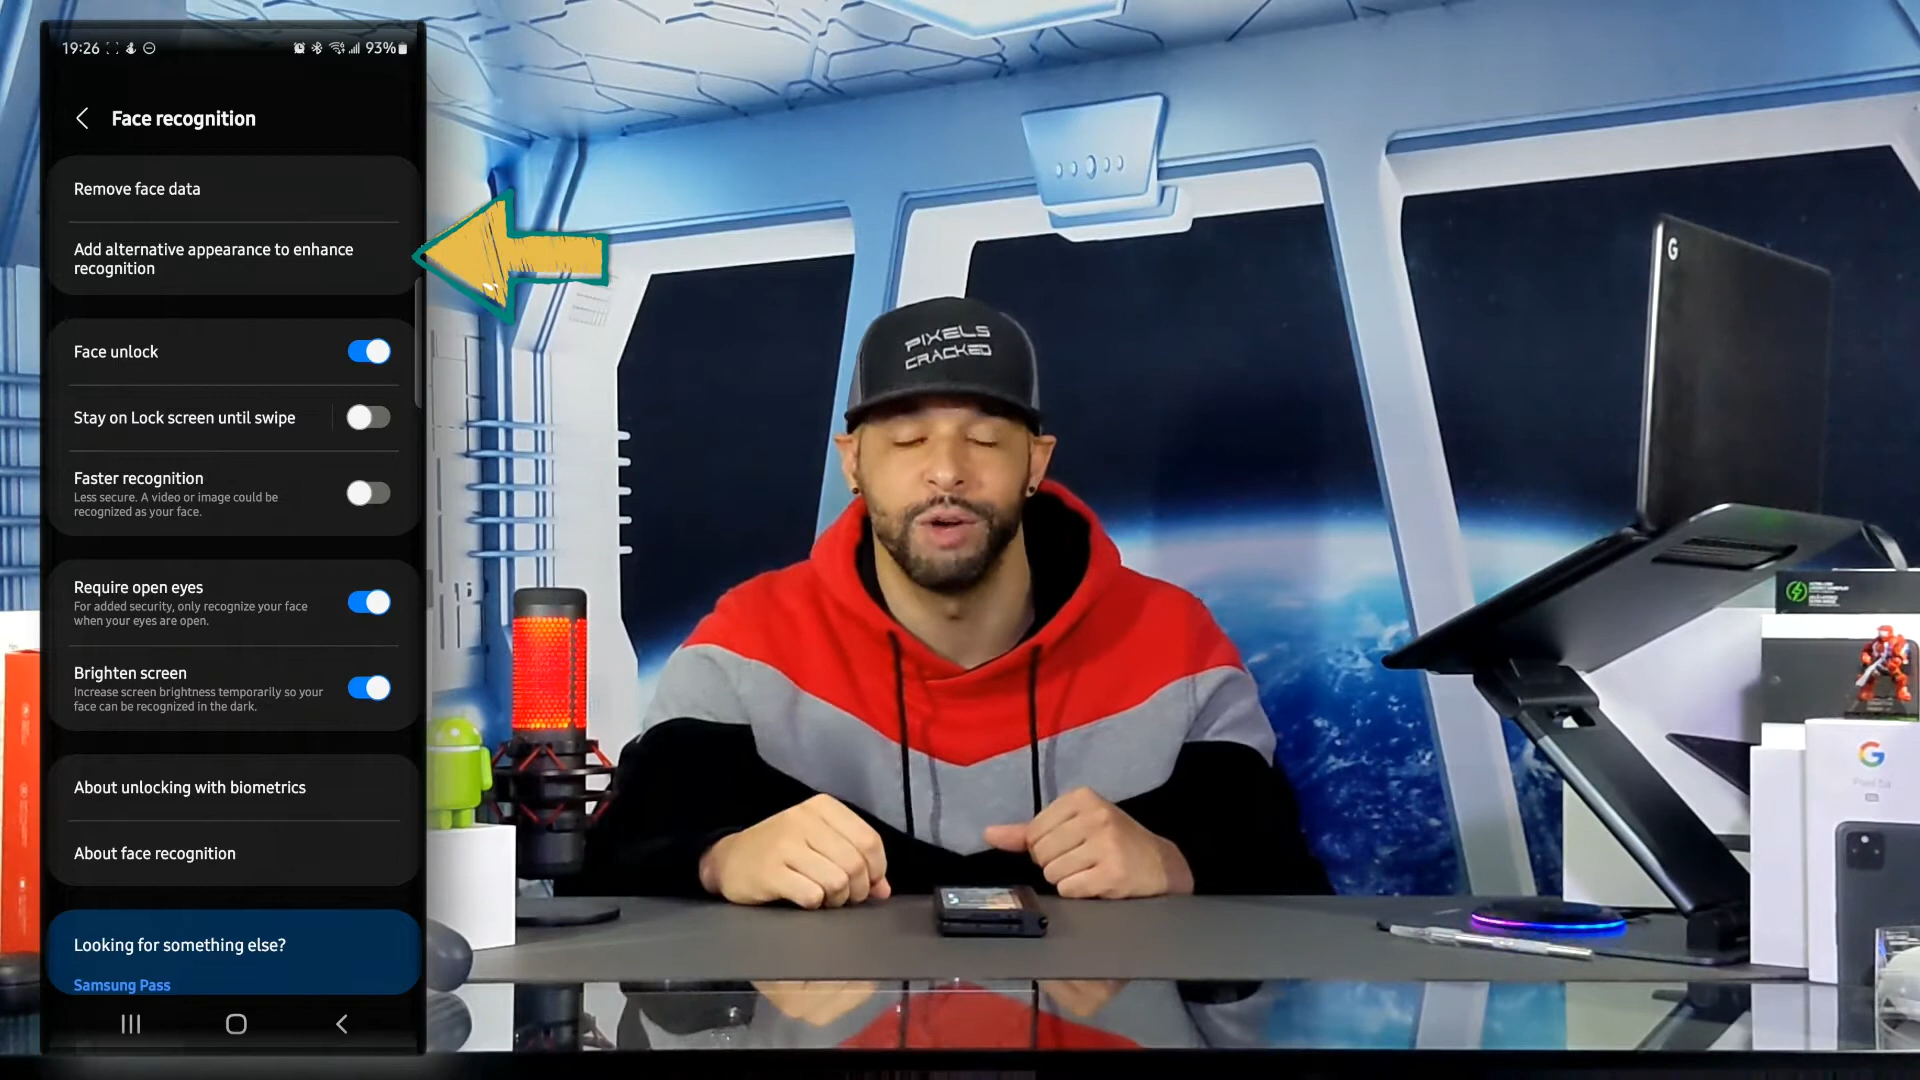 19:26
93%
Face recognition
Remove face data
Add alternative appearance to enhance
recognition
Face unlock
Stay on Lock screen until swipe
Faster recognition
Less secure. A video or image could be
recognized as your face.
Require open eyes
For added security, only recognize your face
when your eyes are open.
Brighten screen
Increase screen brightness temporarily so your
face can be recognized in the dark.
About unlocking with biometrics
About face recognition
Looking for something else?
Samsung Pass
PIXELS
CRACKED
G
G